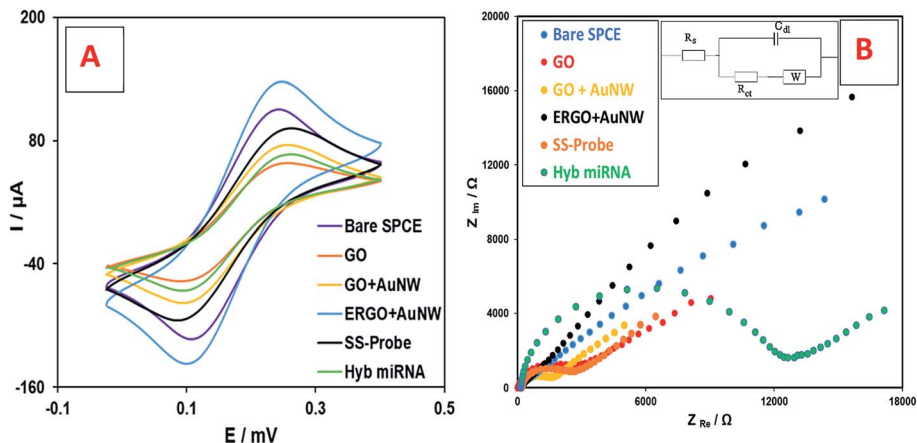 A
200
80
-40
-160
I / µA
-0.1
0.1
0.3
0.5
E / mV
Bare SPCE
GO
GO+AuNW
ERGO+AuNW
SS-Probe
Hyb miRNA
B
20000
16000
12000
8000
4000
0
Z Im / Ω
0
6000
12000
18000
Z Re / Ω
Bare SPCE
GO
GO + AuNW
ERGO+AuNW
SS-Probe
Hyb miRNA
Rs
Cdl
Rct
W